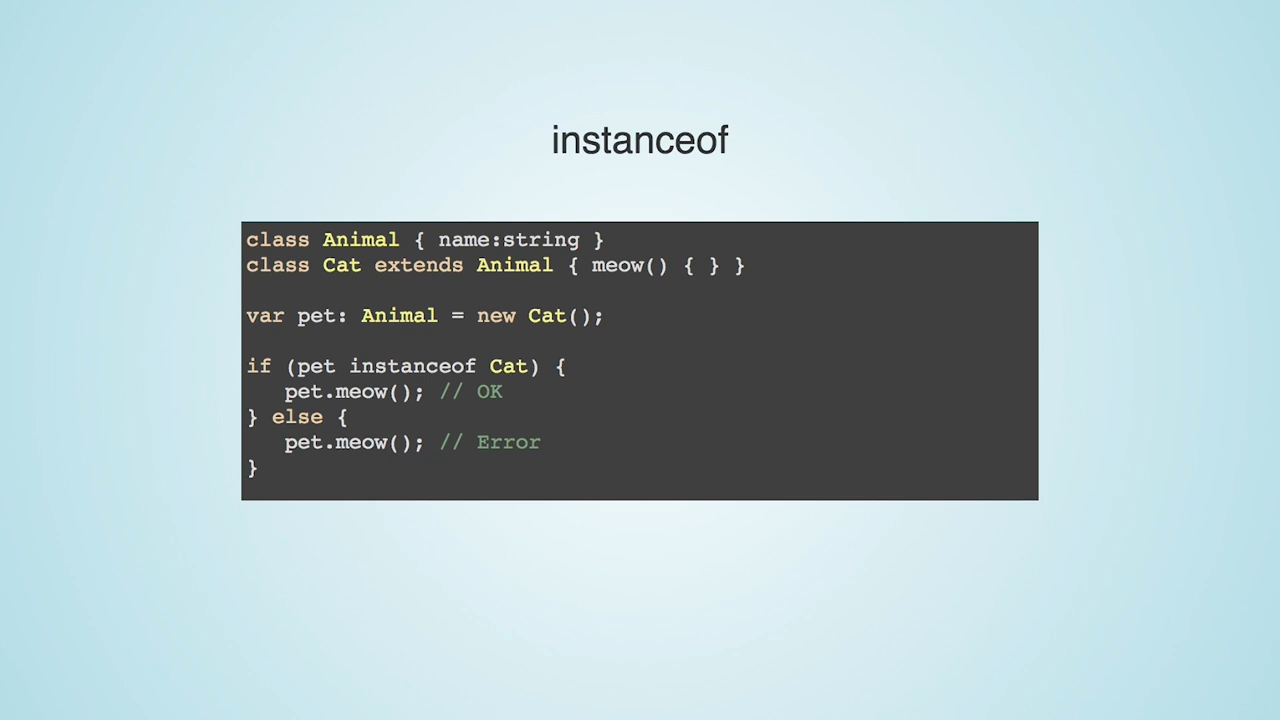 instanceof
class Animal { name:string }
class Cat extends Animal { meow() { } }
var pet: Animal = new Cat();
if (pet instanceof Cat) {
   pet.meow(); // OK
} else {
   pet.meow(); // Error
}